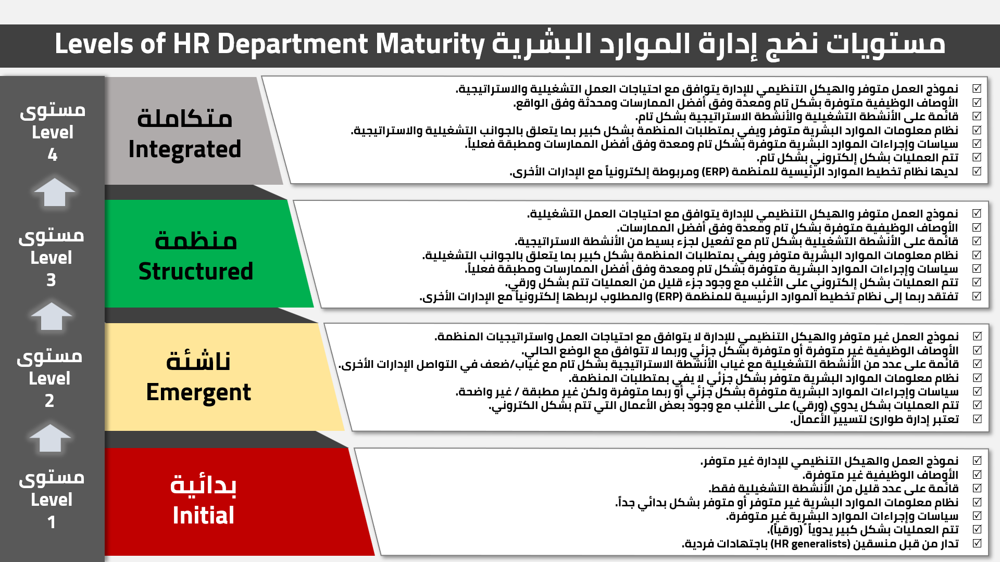 مستويات نضج إدارة الموارد البشرية Levels of HR Department Maturity
مستوى
Level
4
متكاملة
Integrated
نموذج العمل متوفر والهيكل التنظيمي للإدارة يتوافق مع احتياجات العمل التشغيلية والاستراتيجية.
الأوصاف الوظيفية متوفرة بشكل تام ومعدة وفق أفضل الممارسات ومحدثة وفق الواقع.
قائمة على الأنشطة التشغيلية والأنشطة الاستراتيجية بشكل تام.
نظام معلومات الموارد البشرية متوفر ويفي بمتطلبات المنظمة بشكل كبير بما يتعلق بالجوانب التشغيلية والاستراتيجية.
سياسات وإجراءات الموارد البشرية متوفرة بشكل تام ومعدة وفق أفضل الممارسات ومطبقة فعلياً.
تتم العمليات بشكل إلكتروني بشكل تام.
لديها نظام تخطيط الموارد الرئيسية للمنظمة (ERP) ومربوطة إلكترونياً مع الإدارات الأخرى.
مستوى
Level
3
منظمة
Structured
نموذج العمل متوفر والهيكل التنظيمي للإدارة يتوافق مع احتياجات العمل التشغيلية.
الأوصاف الوظيفية متوفرة بشكل تام ومعدة وفق أفضل الممارسات.
قائمة على الأنشطة التشغيلية بشكل تام مع تفعيل لجزء بسيط من الأنشطة الاستراتيجية.
نظام معلومات الموارد البشرية متوفر ويفي بمتطلبات المنظمة بشكل كبير بما يتعلق بالجوانب التشغيلية.
سياسات وإجراءات الموارد البشرية متوفرة بشكل تام ومعدة وفق أفضل الممارسات ومطبقة فعلياً.
تتم العمليات بشكل إلكتروني على الأغلب مع وجود جزء قليل من العمليات تتم بشكل ورقي.
تفتقد ربما إلى نظام تخطيط الموارد الرئيسية للمنظمة (ERP) والمطلوب لربطها إلكترونياً مع الإدارات الأخرى.
مستوى
Level
2
ناشئة
Emergent
نموذج العمل غير متوفر والهيكل التنظيمي للإدارة لا يتوافق مع احتياجات العمل واستراتيجيات المنظمة.
الأوصاف الوظيفية غير متوفرة أو متوفرة بشكل جزئي وربما لا تتوافق مع الوضع الحالي.
قائمة على عدد من الأنشطة التشغيلية مع غياب الأنشطة الاستراتيجية بشكل تام مع غياب/ضعف في التواصل الإدارات الأخرى.
نظام معلومات الموارد البشرية متوفر بشكل جزئي لا يفي بمتطلبات المنظمة.
سياسات وإجراءات الموارد البشرية متوفرة بشكل جزئي أو ربما متوفرة ولكن غير مطبقة / غير واضحة.
تتم العمليات بشكل يدوي (ورقي) على الأغلب مع وجود بعض الأعمال التي تتم بشكل الكتروني.
تعتبر إدارة طوارئ لتسيير الأعمال.
مستوى
Level
1
بدائية
Initial
نموذج العمل والهيكل التنظيمي للإدارة غير متوفر.
الأوصاف الوظيفية غير متوفرة.
قائمة على عدد قليل من الأنشطة التشغيلية فقط.
نظام معلومات الموارد البشرية غير متوفر أو متوفر بشكل بدائي جداً.
سياسات وإجراءات الموارد البشرية غير متوفرة.
تتم العمليات بشكل كبير يدوياً ً(ورقياً).
تدار من قبل منسقين (HR generalists) باجتهادات فردية.